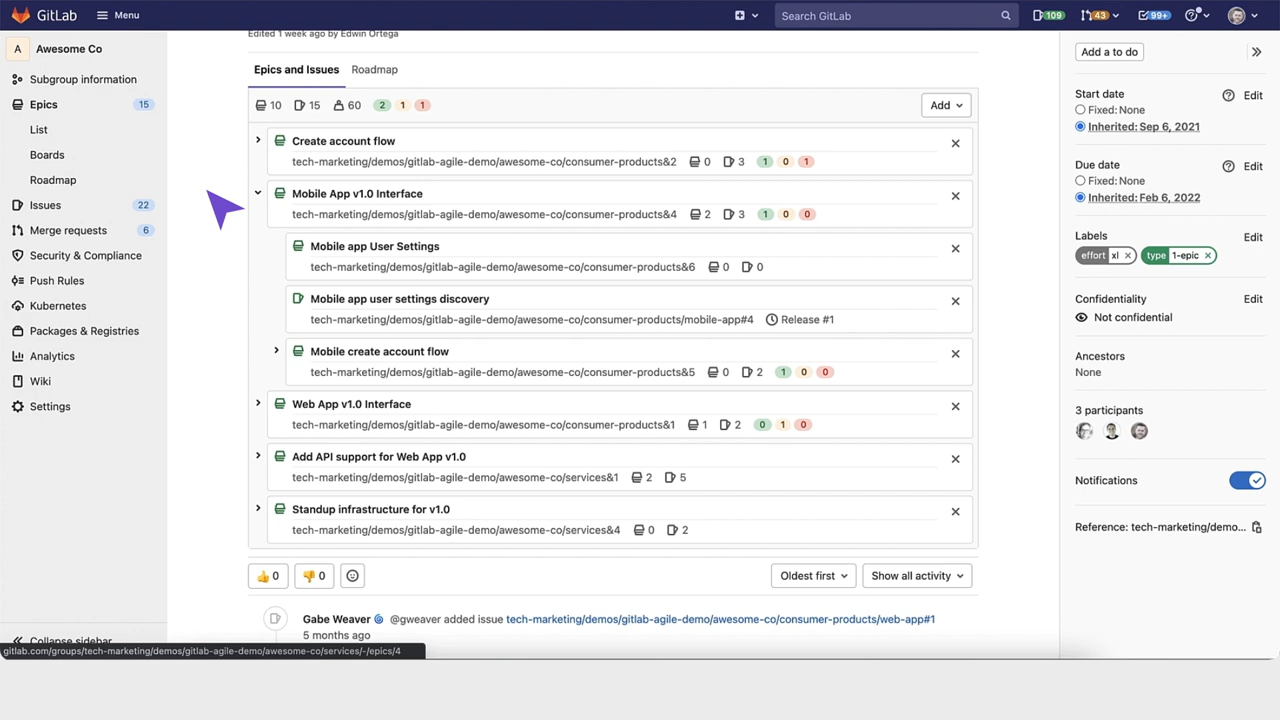 GitLab Menu Search GitLab 109 43 99+
Edited 1 week ago by Edwin Ortega
A Awesome Co
Subgroup information
Epics 15
List
Boards
Roadmap
Issues 22
Merge requests 6
Security & Compliance
Push Rules
Kubernetes
Packages & Registries
Analytics
Wiki
Settings
Collapse sidebar
Epics and Issues Roadmap
10 15 60 2 1 1 Add
Create account flow
tech-marketing/demos/gitlab-agile-demo/awesome-co/consumer-products&2 0 3 1 0 1
Mobile App v1.0 Interface
tech-marketing/demos/gitlab-agile-demo/awesome-co/consumer-products&4 2 3 1 0 0
Mobile app User Settings
tech-marketing/demos/gitlab-agile-demo/awesome-co/consumer-products&6 0 0
Mobile app user settings discovery
tech-marketing/demos/gitlab-agile-demo/awesome-co/consumer-products/mobile-app#4 Release #1
Mobile create account flow
tech-marketing/demos/gitlab-agile-demo/awesome-co/consumer-products&5 0 2 1 0 0
Web App v1.0 Interface
tech-marketing/demos/gitlab-agile-demo/awesome-co/consumer-products&1 1 2 0 1 0
Add API support for Web App v1.0
tech-marketing/demos/gitlab-agile-demo/awesome-co/services&1 2 5
Standup infrastructure for v1.0
tech-marketing/demos/gitlab-agile-demo/awesome-co/services&4 0 2
0 0 Oldest first Show all activity
Gabe Weaver @gweaver added issue tech-marketing/demos/gitlab-agile-demo/awesome-co/consumer-products/web-app#1
5 months ago
Add a to do
Start date Edit
Fixed: None
Inherited: Sep 6, 2021
Due date Edit
Fixed: None
Inherited: Feb 6, 2022
Labels Edit
effort xl type 1-epic
Confidentiality Edit
Not confidential
Ancestors
None
3 participants
Notifications
Reference: tech-marketing/demo...
gitlab.com/groups/tech-marketing/demos/gitlab-agile-demo/awesome-co/services/-/epics/4